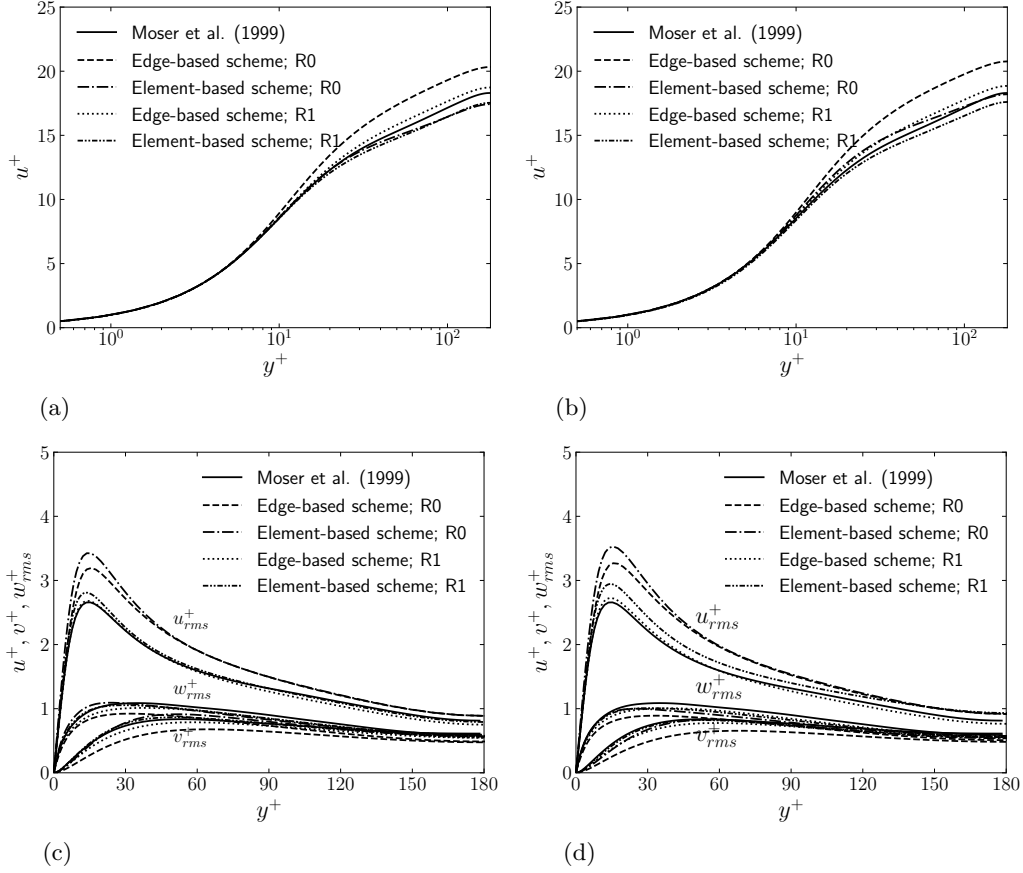 25
20
15
10
5
0
u+
Moser et al. (1999)
Edge-based scheme; R0
Element-based scheme; R0
Edge-based scheme; R1
Element-based scheme; R1
10^0 10^1 10^2
y+
(a)
25
20
15
10
5
0
u+
Moser et al. (1999)
Edge-based scheme; R0
Element-based scheme; R0
Edge-based scheme; R1
Element-based scheme; R1
10^0 10^1 10^2
y+
(b)
5
4
3
2
1
0
u+, v+, w+rms
Moser et al. (1999)
Edge-based scheme; R0
Element-based scheme; R0
Edge-based scheme; R1
Element-based scheme; R1
u+rms
w+rms
v+rms
0 30 60 90 120 150 180
y+
(c)
5
4
3
2
1
0
u+, v+, w+rms
Moser et al. (1999)
Edge-based scheme; R0
Element-based scheme; R0
Edge-based scheme; R1
Element-based scheme; R1
u+rms
w+rms
v+rms
0 30 60 90 120 150 180
y+
(d)